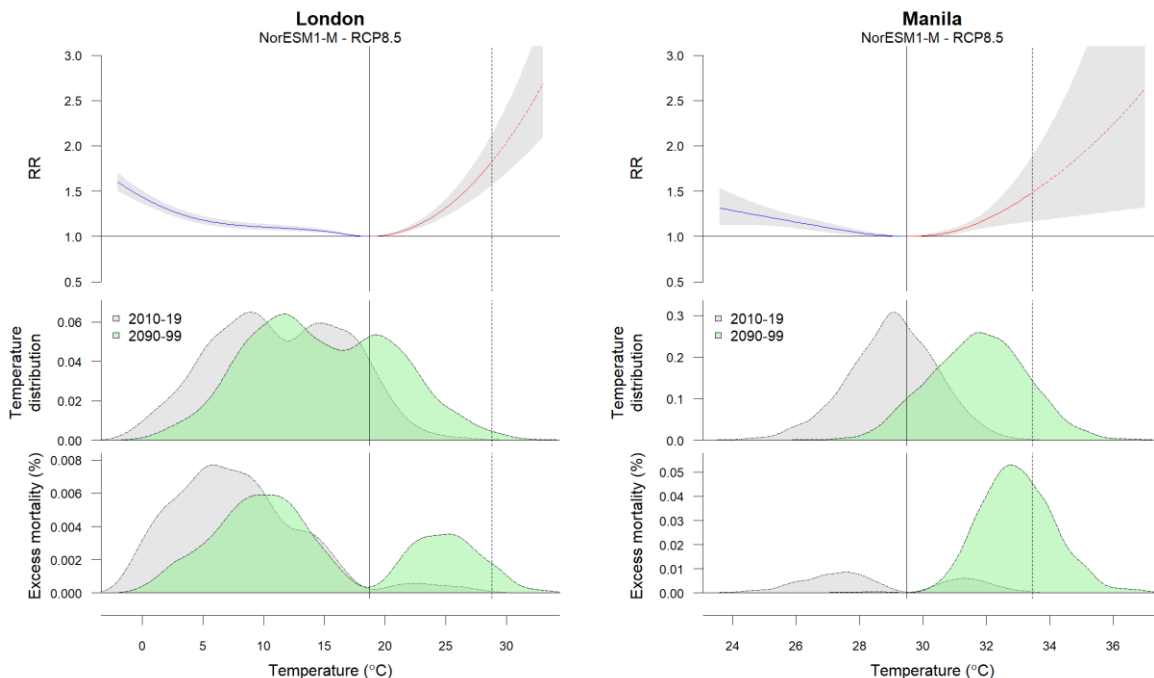 London
NorESM1-M - RCP8.5
3.0
2.5
2.0
1.5
1.0
0.5
RR
2010-19
2090-99
0.06
0.04
0.02
0.00
Temperature
distribution
0.008
0.006
0.004
0.002
0.000
Excess mortality (%)
0 5 10 15 20 25 30
Temperature (°C)
Manila
NorESM1-M - RCP8.5
3.0
2.5
2.0
1.5
1.0
0.5
RR
2010-19
2090-99
0.3
0.2
0.1
0.0
Temperature
distribution
0.05
0.04
0.03
0.02
0.01
0.00
Excess mortality (%)
24 26 28 30 32 34 36
Temperature (°C)